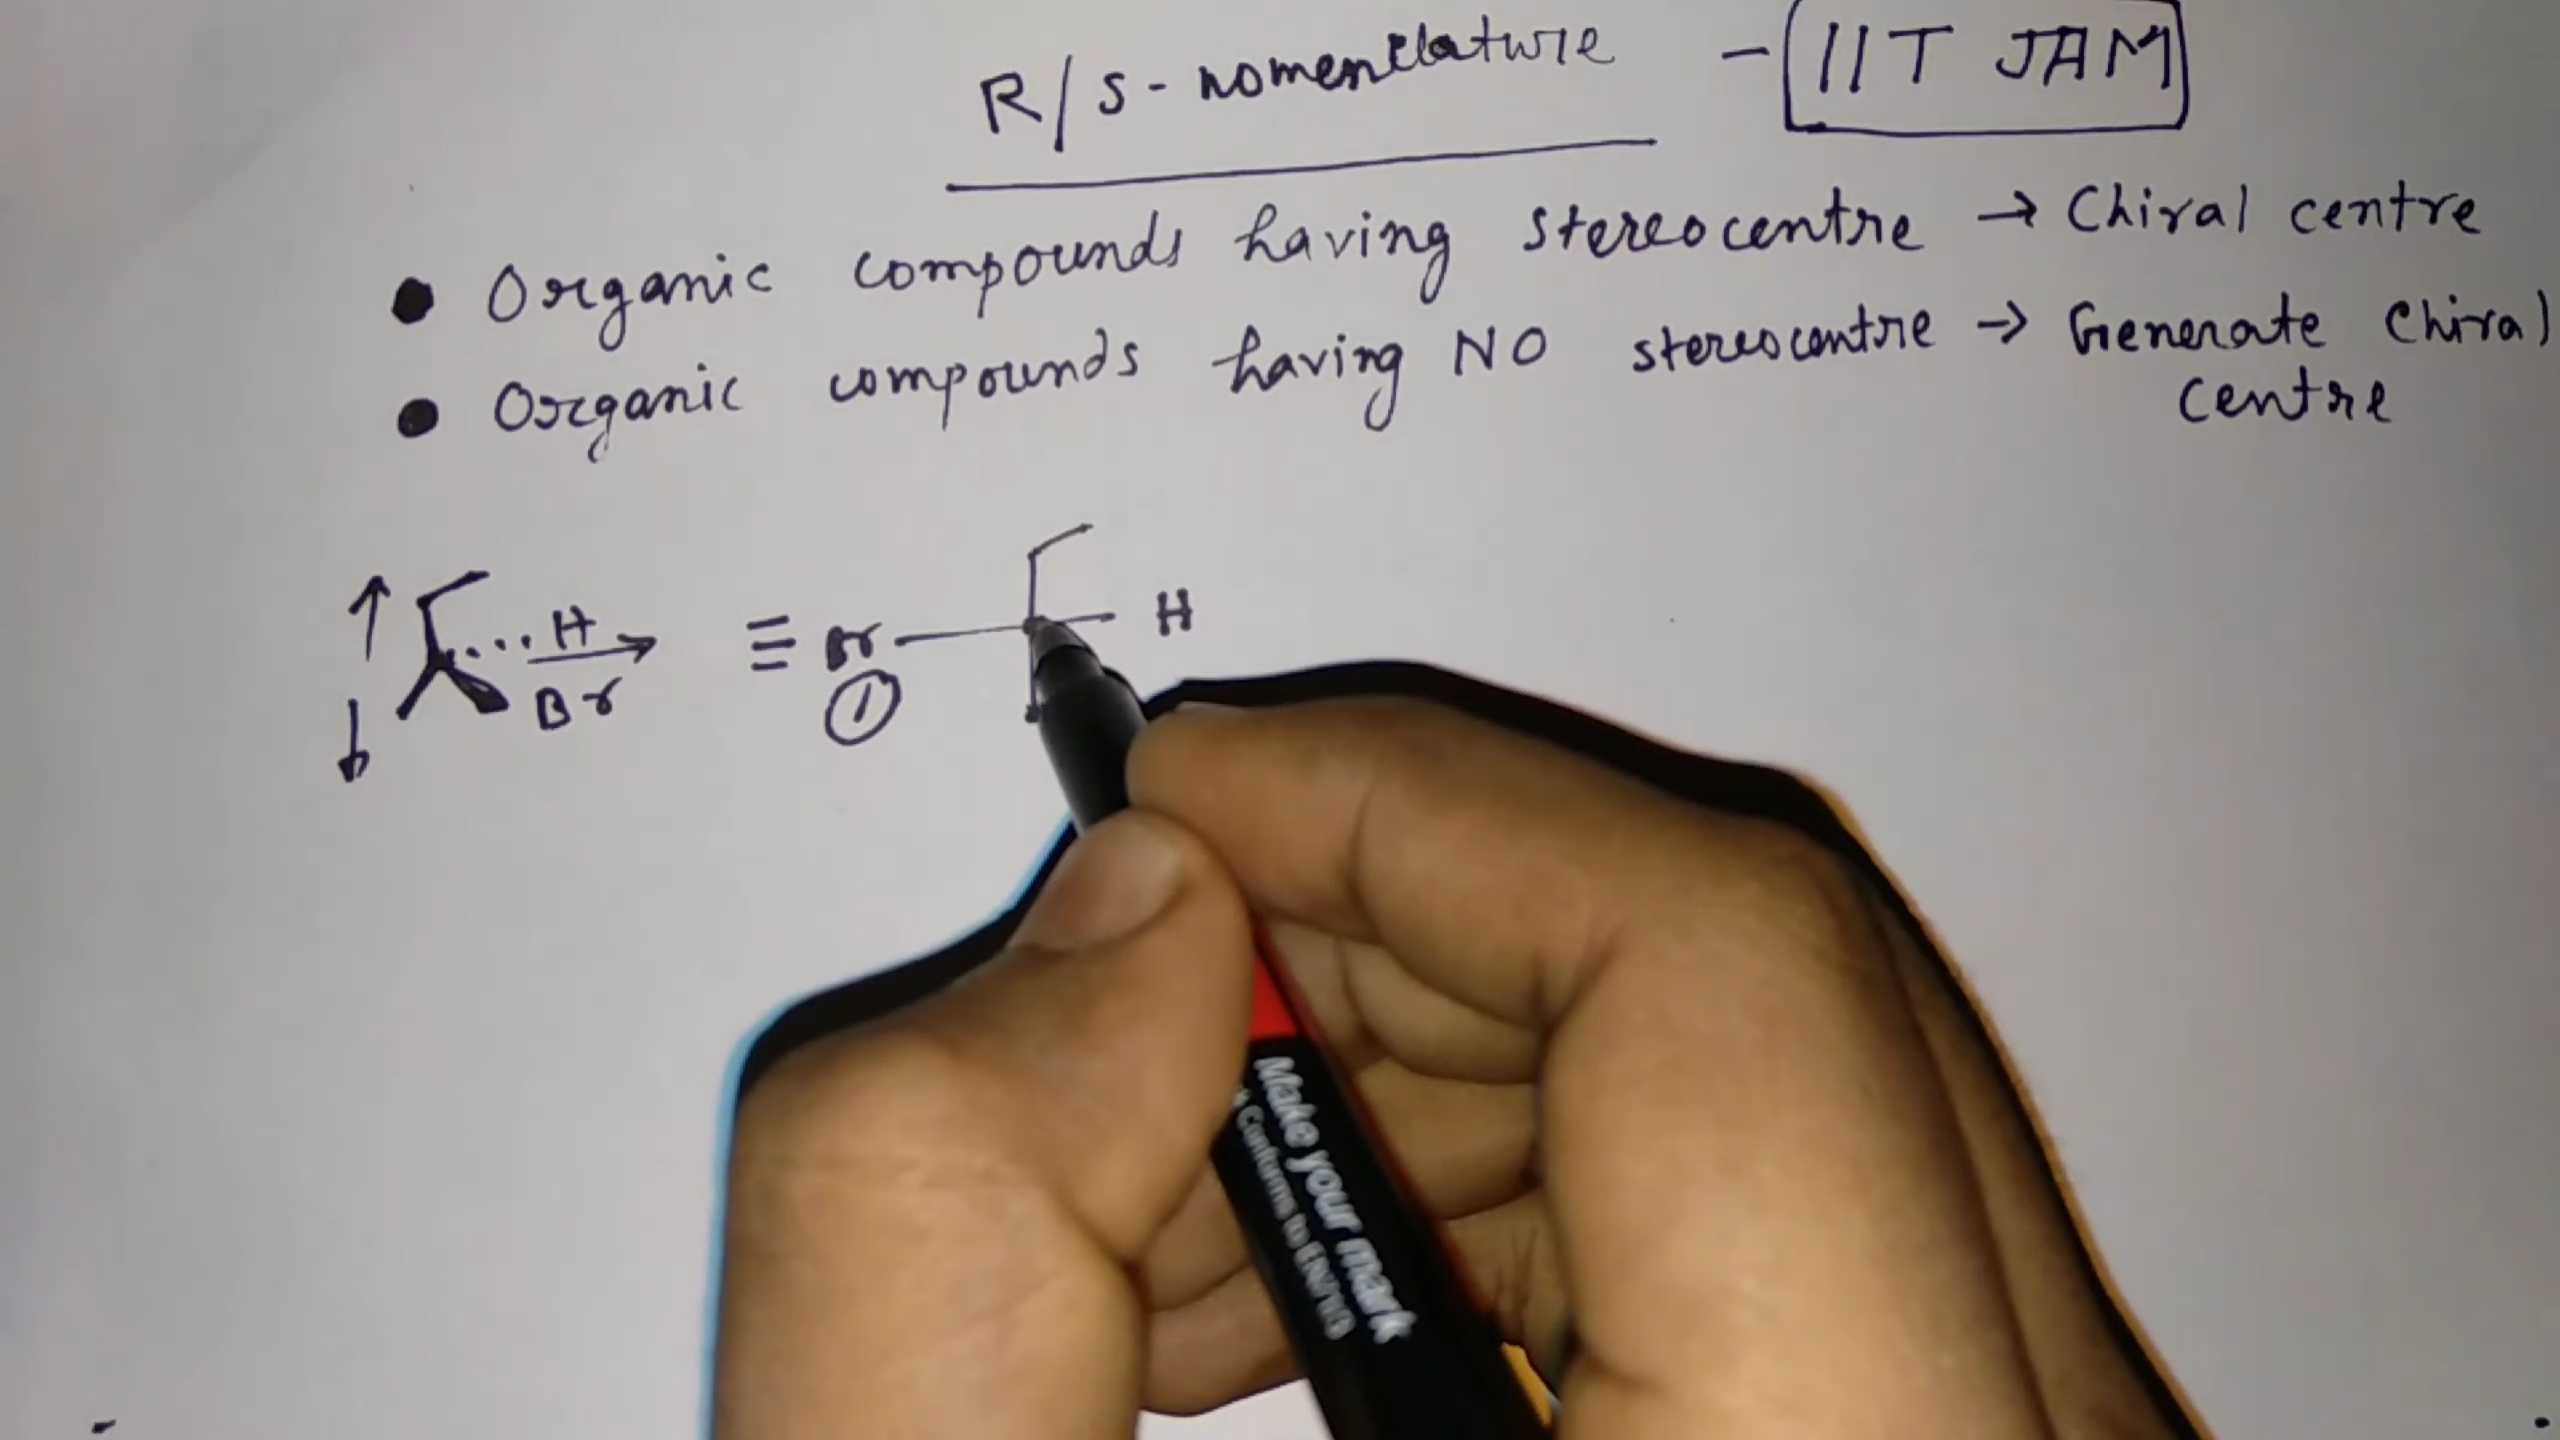 R/S - nomenclature - IIT JAM
Organic compounds having stereocentre → Chiral centre
Organic compounds having NO stereocentre → Generate Chiral
centre
H
Br
≡ Br H
1
Make your mark